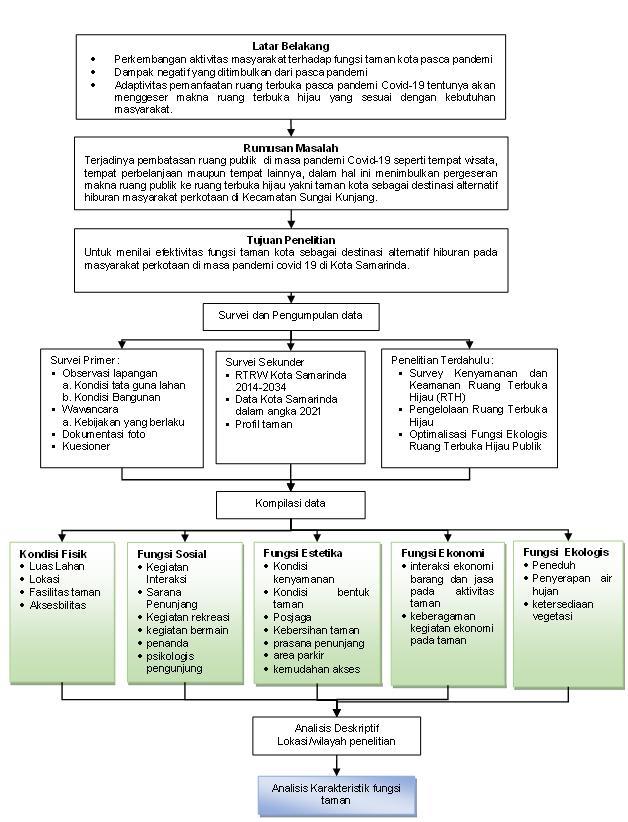 Latar Belakang
• Perkembangan aktivitas masyarakat terhadap fungsi taman kota pasca pandemi
• Dampak negatif yang ditimbulkan dari pasca pandemi
• Adaptivitas pemanfaatan ruang terbuka pasca pandemi Covid-19 tentunya akan
menggeser makna ruang terbuka hijau yang sesuai dengan kebutuhan
masyarakat.
Rumusan Masalah
Terjadinya pembatasan ruang publik di masa pandemi Covid-19 seperti tempat wisata,
tempat perbelanjaan maupun tempat lainnya, dalam hal ini menimbulkan pergeseran
makna ruang publik ke ruang terbuka hijau yakni taman kota sebagai destinasi alternatif
hiburan masyarakat perkotaan di Kecamatan Sungai Kunjang.
Tujuan Penelitian
Untuk menilai efektivitas fungsi taman kota sebagai destinasi alternatif hiburan pada
masyarakat perkotaan di masa pandemi covid 19 di Kota Samarinda.
Survei dan Pengumpulan data
Survei Primer :
▪ Observasi lapangan
a. Kondisi tata guna lahan
b. Kondisi Bangunan
▪ Wawancara
a. Kebijakan yang berlaku
▪ Dokumentasi foto
▪ Kuesioner
Survei Sekunder
▪ RTRW Kota Samarinda
2014-2034
▪ Data Kota Samarinda
dalam angka 2021
▪ Profil taman
Penelitian Terdahulu :
▪ Survey Kenyamanan dan
Keamanan Ruang Terbuka
Hijau (RTH)
▪ Pengelolaan Ruang Terbuka
Hijau
▪ Optimalisasi Fungsi Ekologis
Ruang Terbuka Hijau Publik
Kompilasi data
Kondisi Fisik
• Luas Lahan
• Lokasi
• Fasilitas taman
• Aksesbilitas
Fungsi Sosial
• Kegiatan
Interaksi
• Sarana
Penunjang
• Kegiatan rekreasi
• kegiatan bermain
• penanda
• psikologis
pengunjung
Fungsi Estetika
• Kondisi
kenyamanan
• Kondisi bentuk
taman
• Posjaga
• Kebersihan taman
• prasana penunjang
• area parkir
• kemudahan akses
Fungsi Ekonomi
• interaksi ekonomi
barang dan jasa
pada aktivitas
taman
• keberagaman
kegiatan ekonomi
pada taman
Fungsi Ekologis
• Peneduh
• Penyerapan air
hujan
• ketersediaan
vegetasi
Analisis Deskriptif
Lokasi/wilayah penelitian
Analisis Karakteristik fungsi
taman